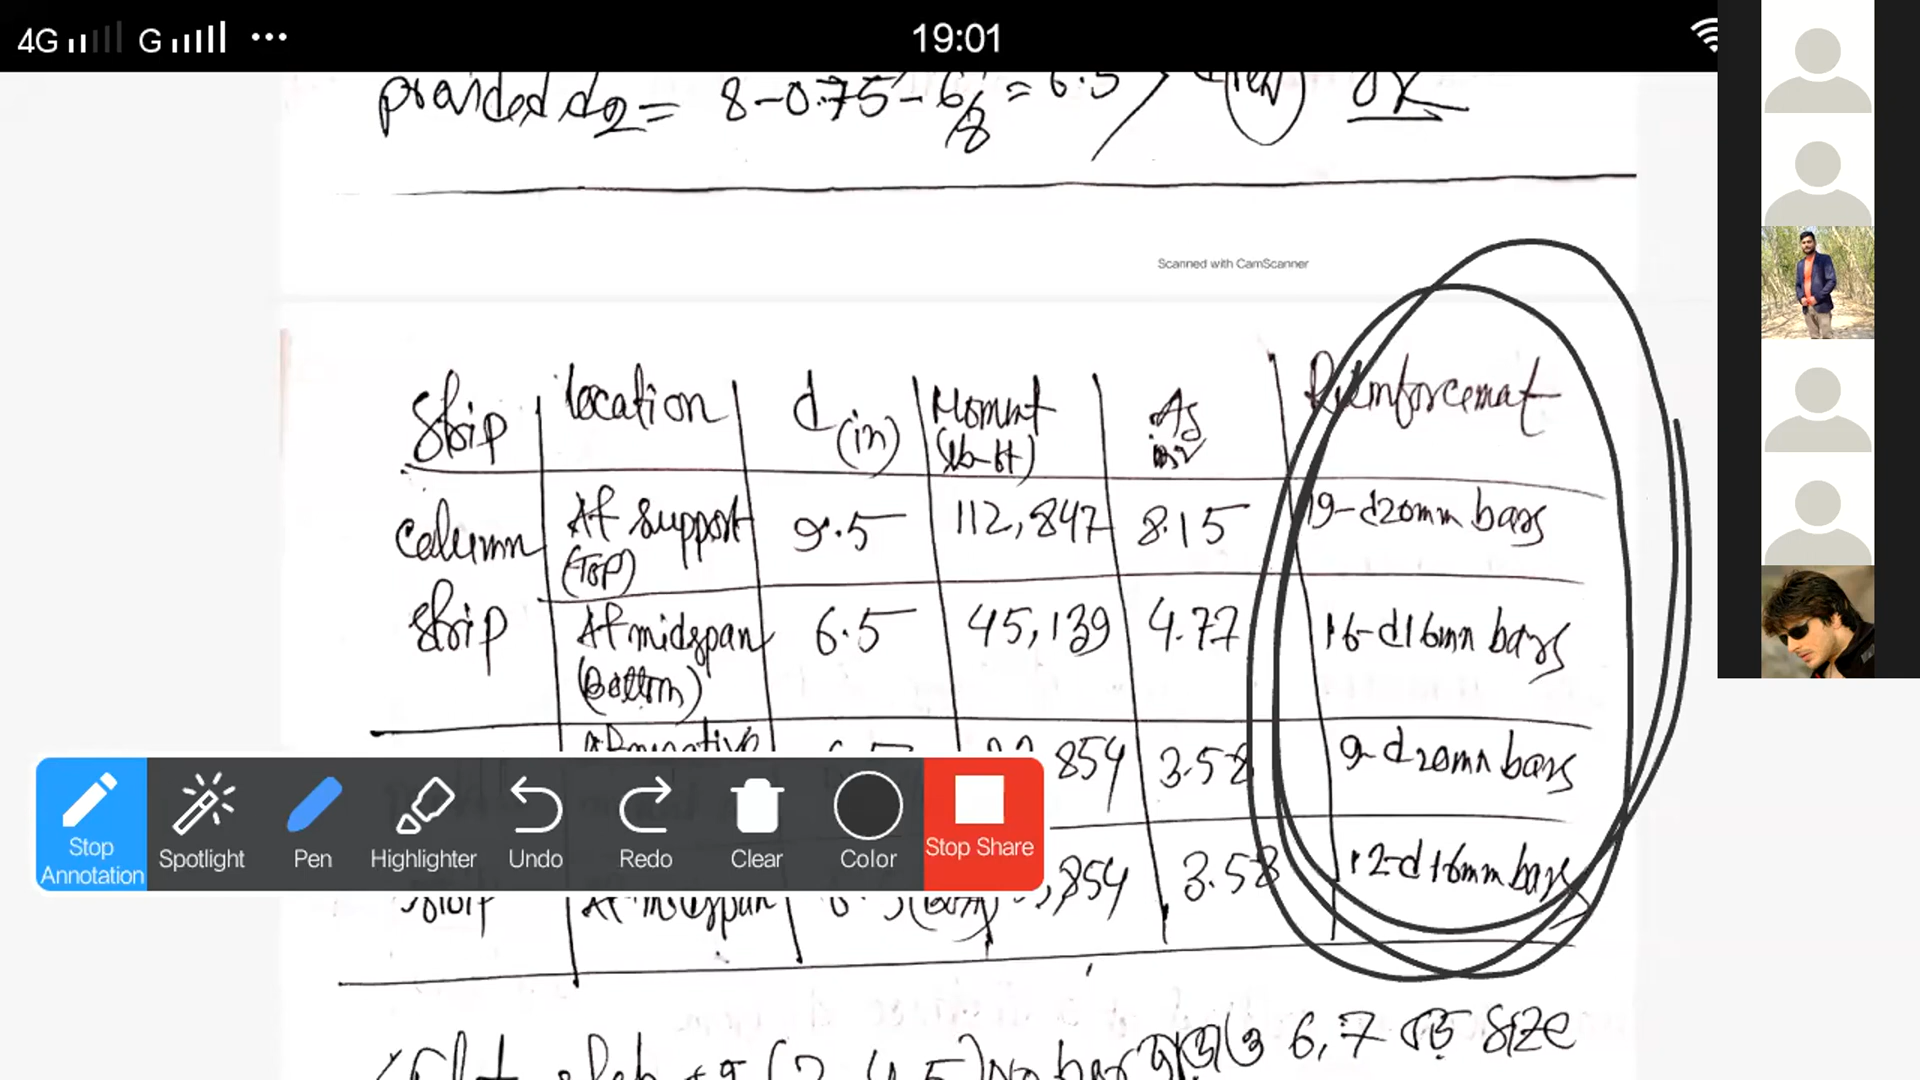 4G G ••• 19:01
provided d2 = 8-0.75-6/8 = 6.5 > OK
Scanned with CamScanner
Strip location d (in) Moment (lb-ft) As in2 Reinforcement
Column Strip At support (Top) 9.5 112,847 8.15 19-d20mm bars
At midspan (Bottom) 6.5 45,139 4.77 16-d16mm bars
854 3.58 9-d20mm bars
At midspan ,854 3.58 12-d16mm bars
Stop Annotation
Spotlight
Pen
Highlighter
Undo
Redo
Clear
Color
Stop Share
6,7 size